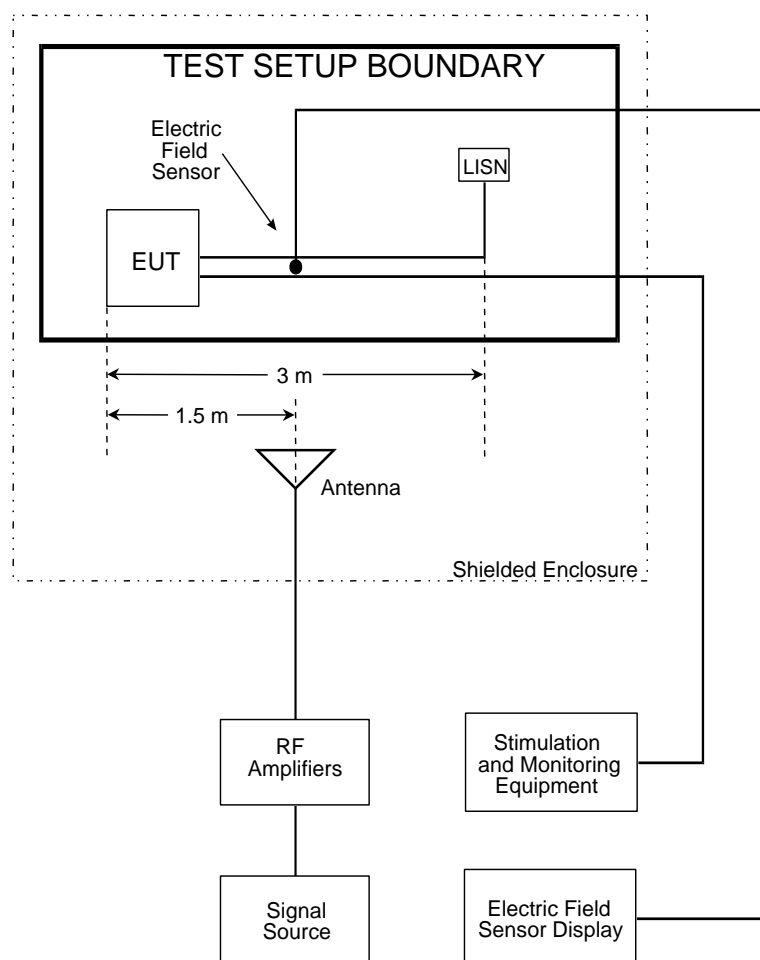 TEST SETUP BOUNDARY
Electric
Field
Sensor
LISN
EUT
3 m
1.5 m
Antenna
Shielded Enclosure
RF
Amplifiers
Stimulation
and Monitoring
Equipment
Signal
Source
Electric Field
Sensor Display